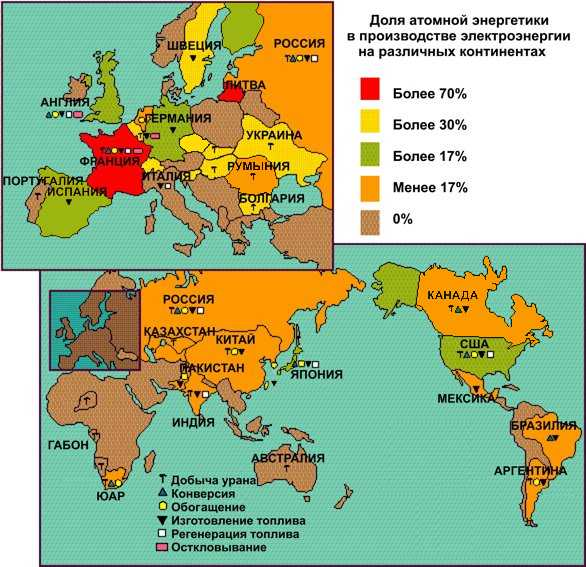 Доля атомной энергетики
в производстве электроэнергии
на различных континентах
Более 70%
Более 30%
Более 17%
Менее 17%
0%
ШВЕЦИЯ
РОССИЯ
ЛИТВА
АНГЛИЯ
ГЕРМАНИЯ
УКРАИНА
ФРАНЦИЯ
РУМЫНИЯ
ИТАЛИЯ
ПОРТУГАЛИЯ
ИСПАНИЯ
БОЛГАРИЯ
РОССИЯ
КАНАДА
КАЗАХСТАН
КИТАЙ
США
ПАКИСТАН
ЯПОНИЯ
МЕКСИКА
ИНДИЯ
БРАЗИЛИЯ
ГАБОН
АВСТРАЛИЯ
АРГЕНТИНА
ЮАР
Добыча урана
Конверсия
Обогащение
Изготовление топлива
Регенерация топлива
Осткловывание